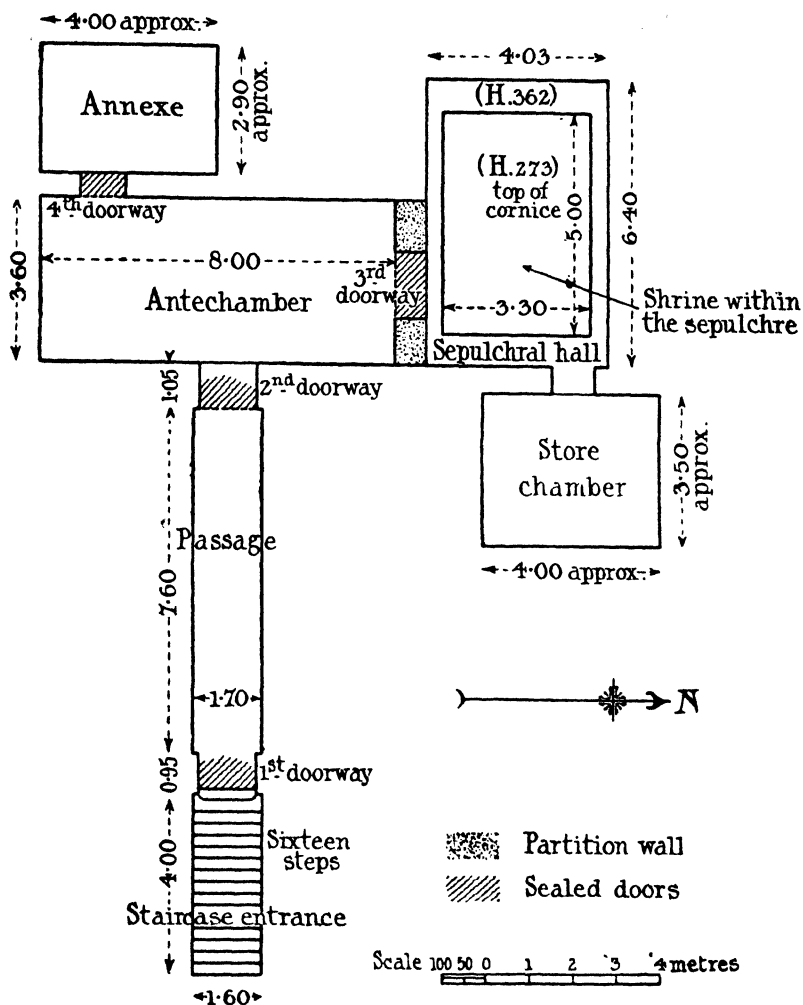 4·00 approx.
Annexe
2·90
approx.
4·03
(H.362)
(H.273)
top of
cornice
5·00
6·40
3·30
Shrine within
the sepulchre
Sepulchral hall
4th doorway
3·60
8·00
Antechamber
3rd
doorway
1·05
2nd doorway
Store
chamber
3·50
approx.
4·00 approx.
Passage
7·60
1·70
N
0·95
1st doorway
Sixteen
steps
4·00
Staircase entrance
1·60
Partition wall
Sealed doors
Scale 100 50 0 1 2 3 4 metres